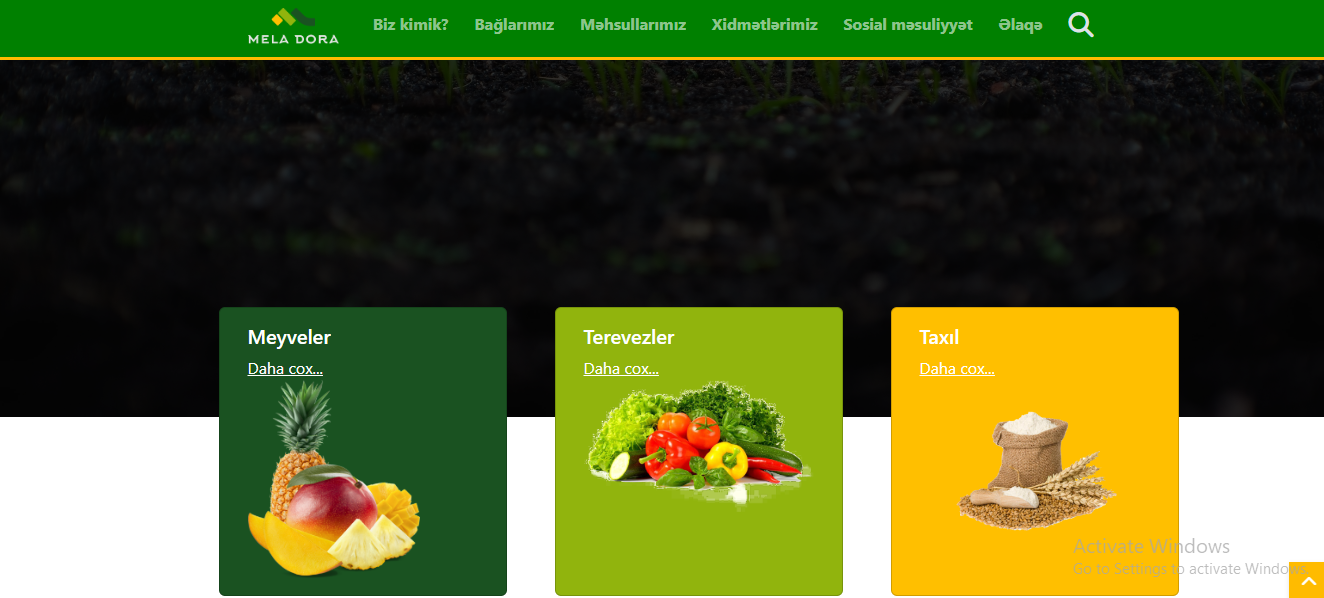 MELA DORA
Biz kimik? Bağlarımız Məhsullarımız Xidmətlərimiz Sosial məsuliyyət Əlaqə
Meyveler
Daha cox...
Terevezler
Daha cox...
Taxıl
Daha cox...
Activate Windows
Go to Settings to activate Windows.